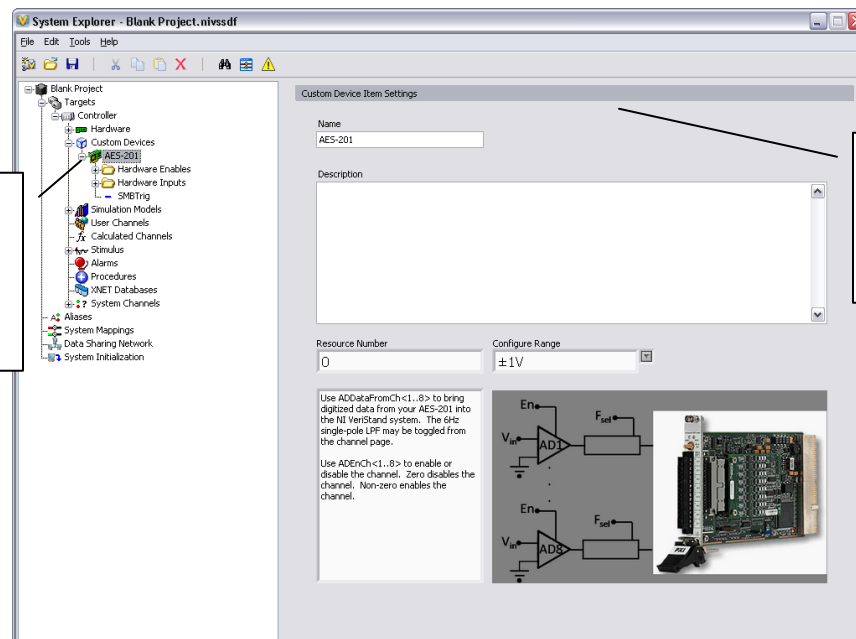 System Explorer - Blank Project.nivssdf
File Edit Tools Help
Blank Project
Targets
Controller
Hardware
Custom Devices
AES-201
Hardware Enables
Hardware Inputs
SMBTrig
Simulation Models
User Channels
fx Calculated Channels
Stimulus
Alarms
Procedures
XNET Databases
System Channels
Aliases
System Mappings
Data Sharing Network
System Initialization
Custom Device Item Settings
Name
AES-201
Description
Resource Number
0
Configure Range
±1V
Use ADDataFromCh<1..8> to bring
digitized data from your AES-201 into
the NI VeriStand system. The 6Hz
single-pole LPF may be toggled from
the channel page.
Use ADEnCh<1..8> to enable or
disable the channel. Zero disables the
channel. Non-zero enables the
channel.
En
Fsel
Vin
AD1
En
Fsel
Vin
AD8
PXI